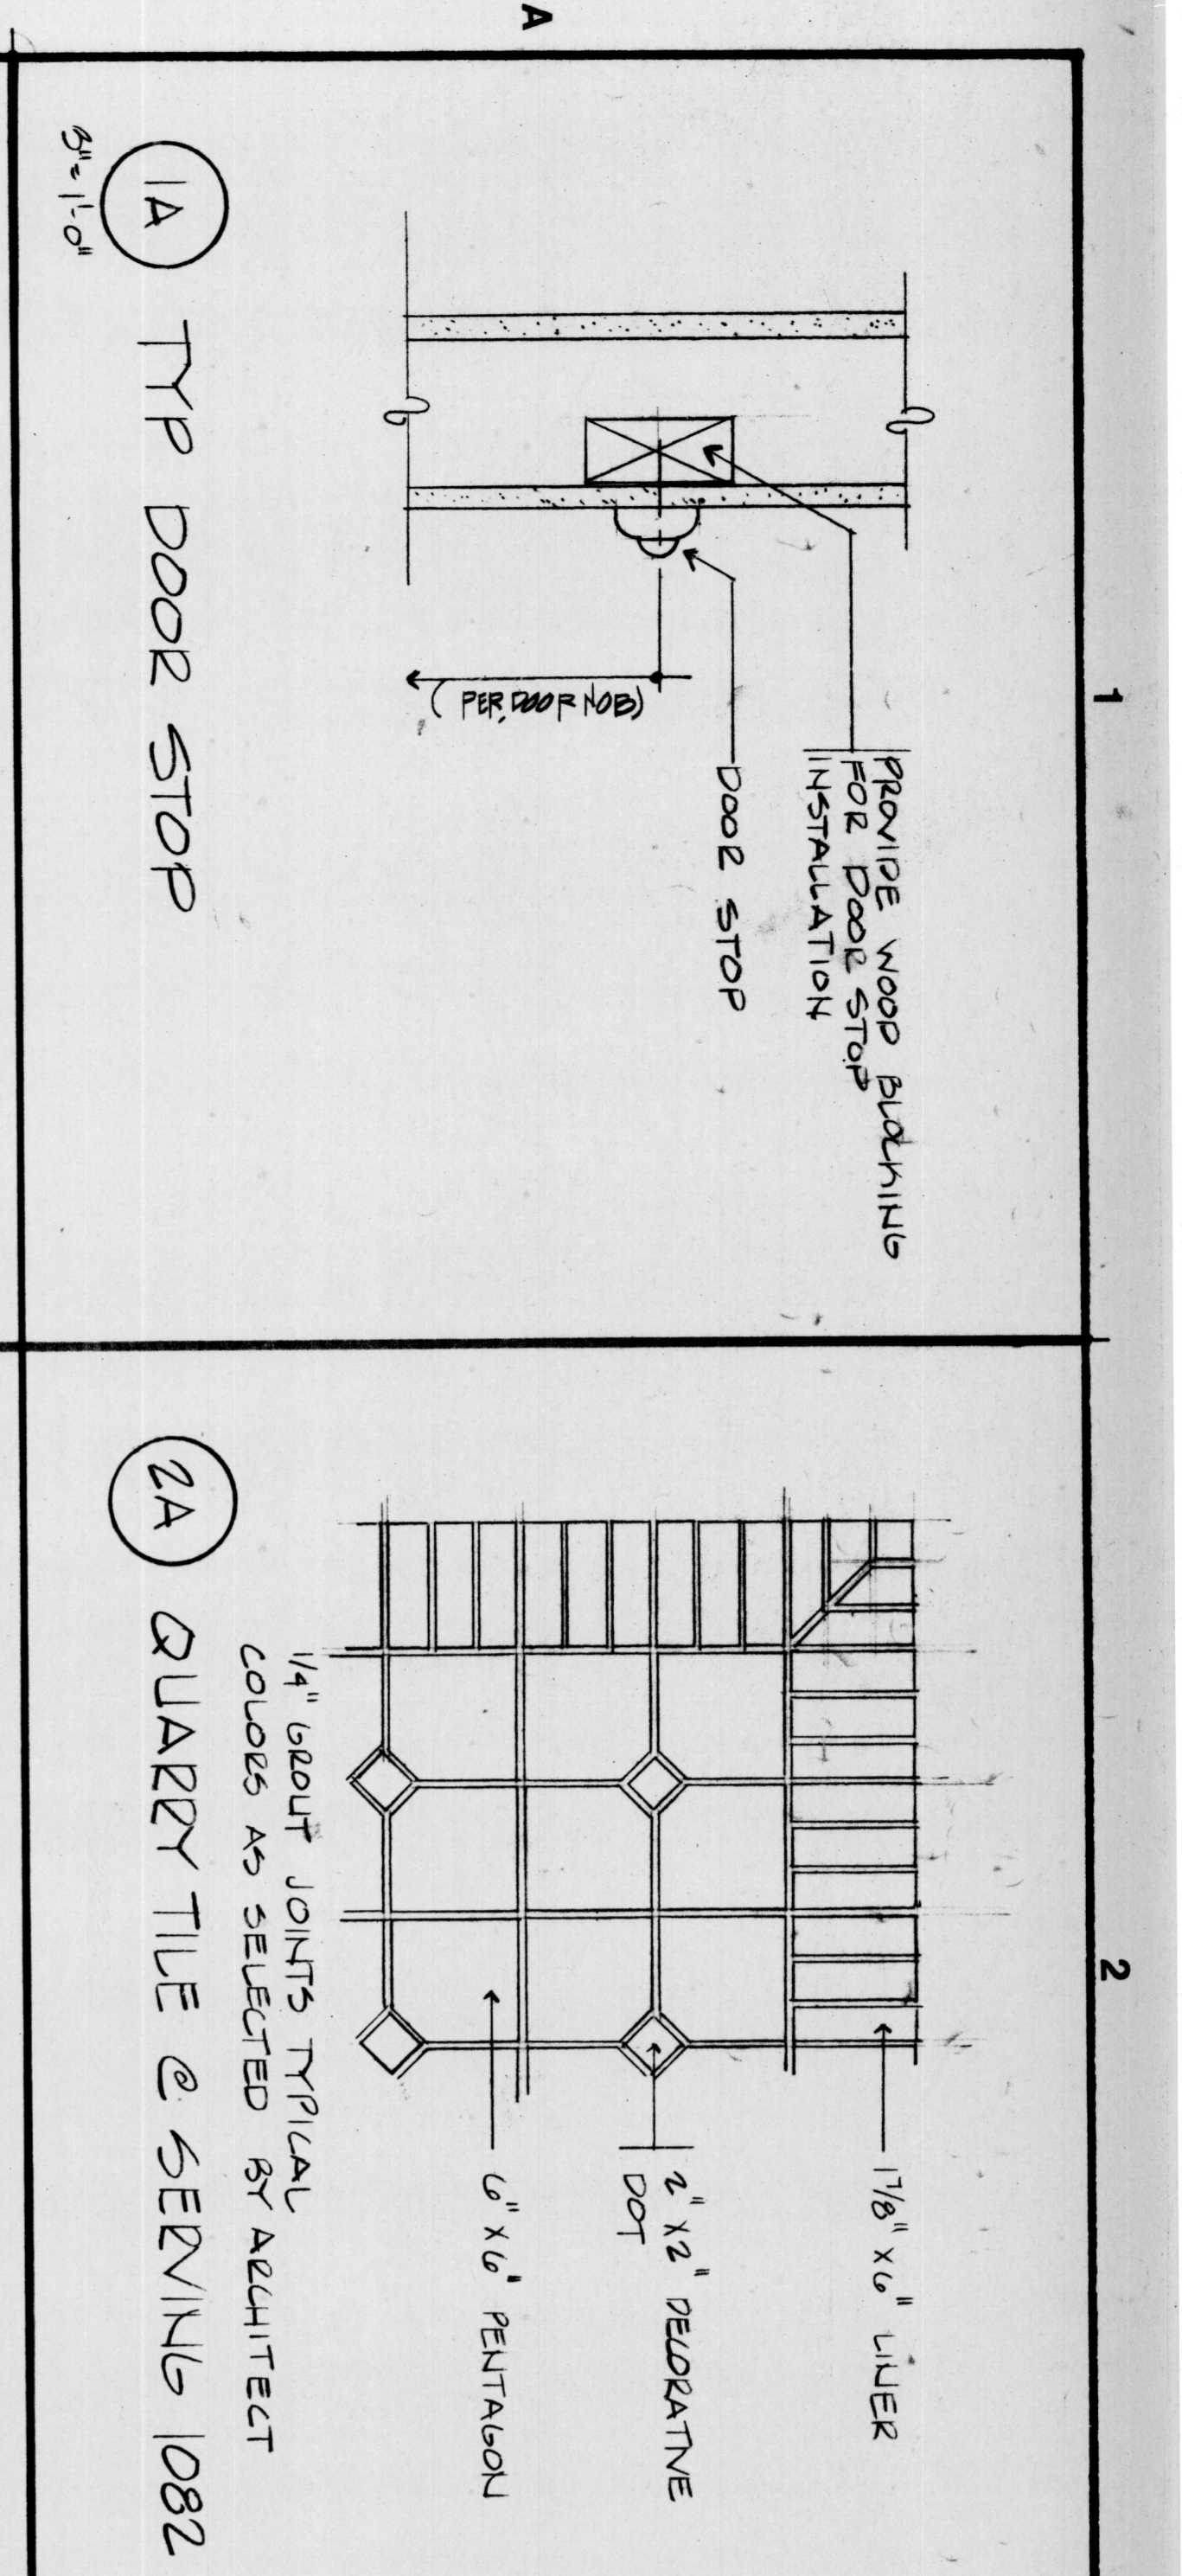 A
1
2
PROVIDE WOOD BLOCKING
FOR DOOR STOP
INSTALLATION
DOOR STOP
(PER DOOR NOB)
1A TYP DOOR STOP
3" = 1'-0"
1 7/8" X 6" LINER
2" X 2" DECORATIVE
DOT
6" X 6" PENTAGON
1/4" GROUT JOINTS TYPICAL
COLORS AS SELECTED BY ARCHITECT
2A QUARRY TILE @ SERVING 1082